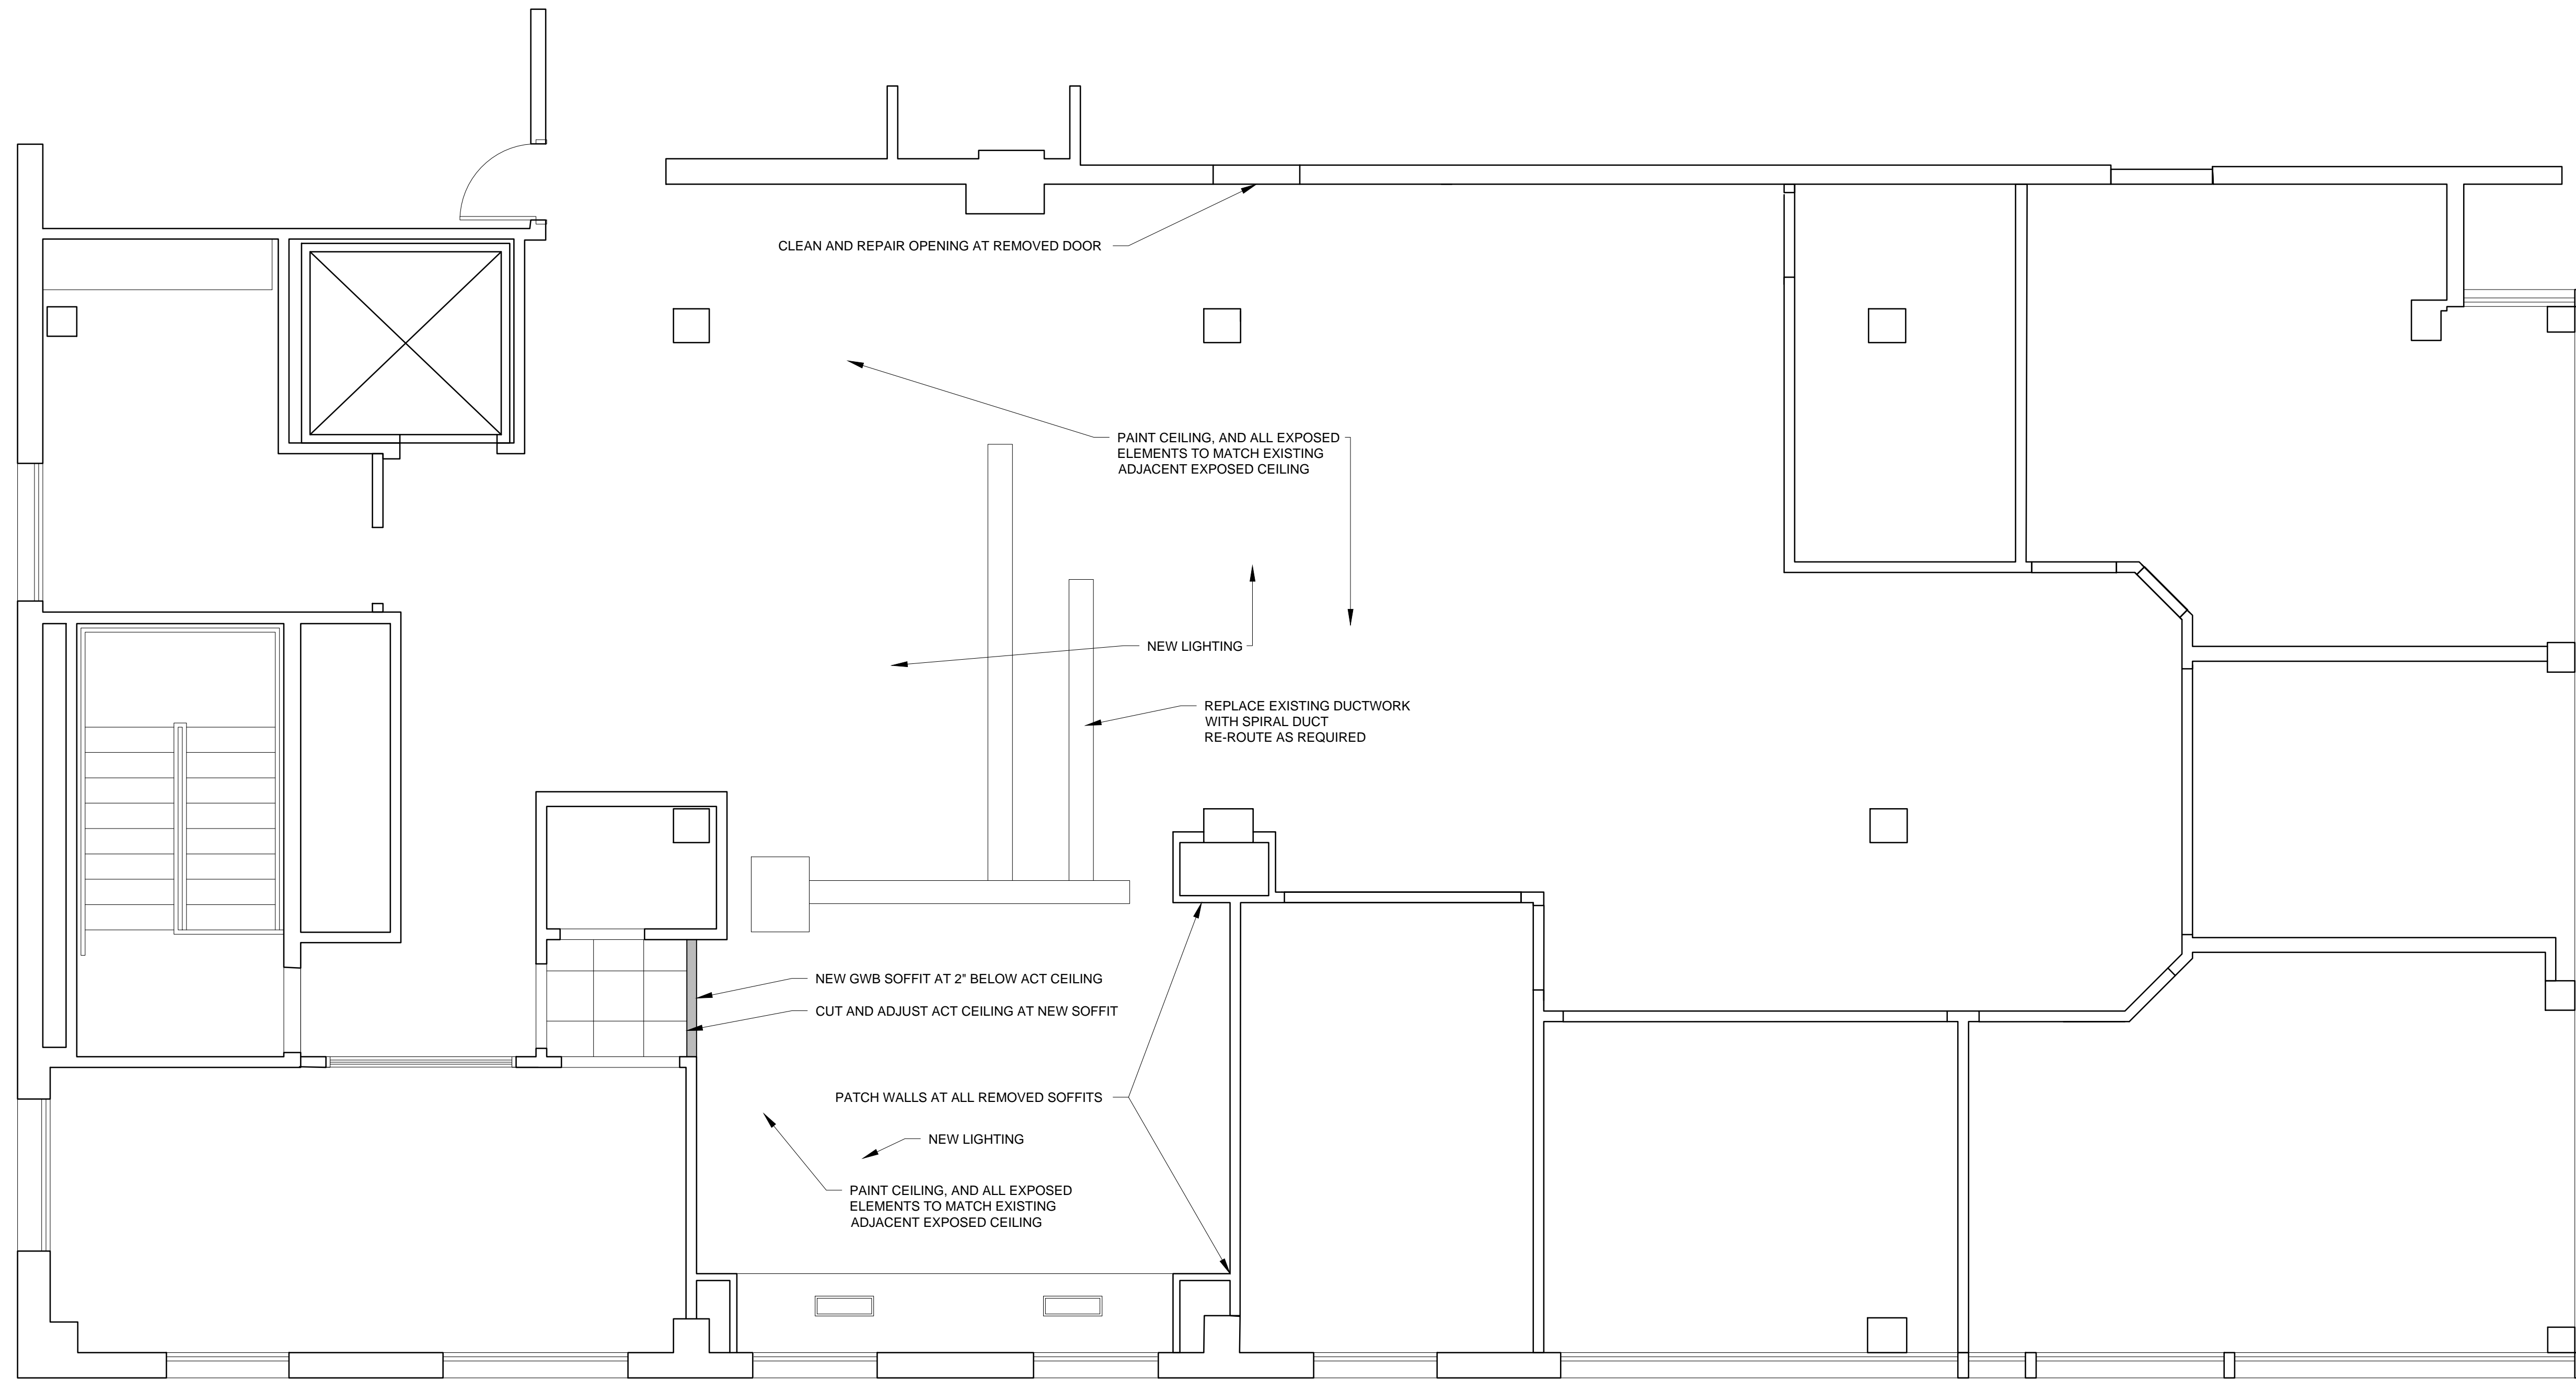 CLEAN AND REPAIR OPENING AT REMOVED DOOR
PAINT CEILING, AND ALL EXPOSED
ELEMENTS TO MATCH EXISTING
ADJACENT EXPOSED CEILING
NEW LIGHTING
REPLACE EXISTING DUCTWORK
WITH SPIRAL DUCT
RE-ROUTE AS REQUIRED
NEW GWB SOFFIT AT 2" BELOW ACT CEILING
CUT AND ADJUST ACT CEILING AT NEW SOFFIT
PATCH WALLS AT ALL REMOVED SOFFITS
NEW LIGHTING
PAINT CEILING, AND ALL EXPOSED
ELEMENTS TO MATCH EXISTING
ADJACENT EXPOSED CEILING